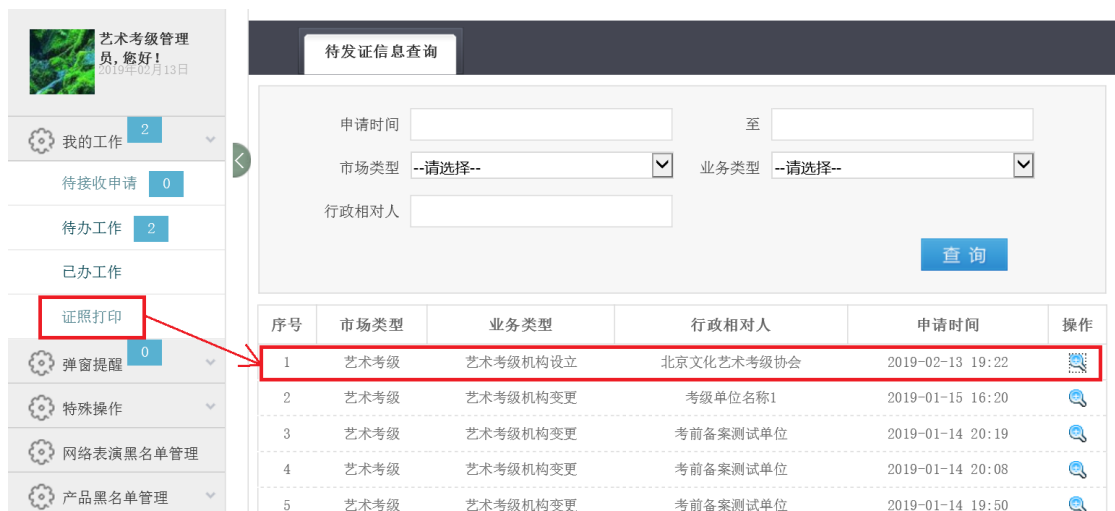 艺术考级管理
员,您好!
2019年02月13日
我的工作 2
待接收申请 0
待办工作 2
已办工作
证照打印
弹窗提醒 0
特殊操作
网络表演黑名单管理
产品黑名单管理
待发证信息查询
申请时间 至
市场类型 --请选择-- 业务类型 --请选择--
行政相对人
查询
序号 市场类型 业务类型 行政相对人 申请时间 操作
1 艺术考级 艺术考级机构设立 北京文化艺术考级协会 2019-02-13 19:22
2 艺术考级 艺术考级机构变更 考级单位名称1 2019-01-15 16:20
3 艺术考级 艺术考级机构变更 考前备案测试单位 2019-01-14 20:19
4 艺术考级 艺术考级机构变更 考前备案测试单位 2019-01-14 20:08
5 艺术考级 艺术考级机构变更 考前备案测试单位 2019-01-14 19:50